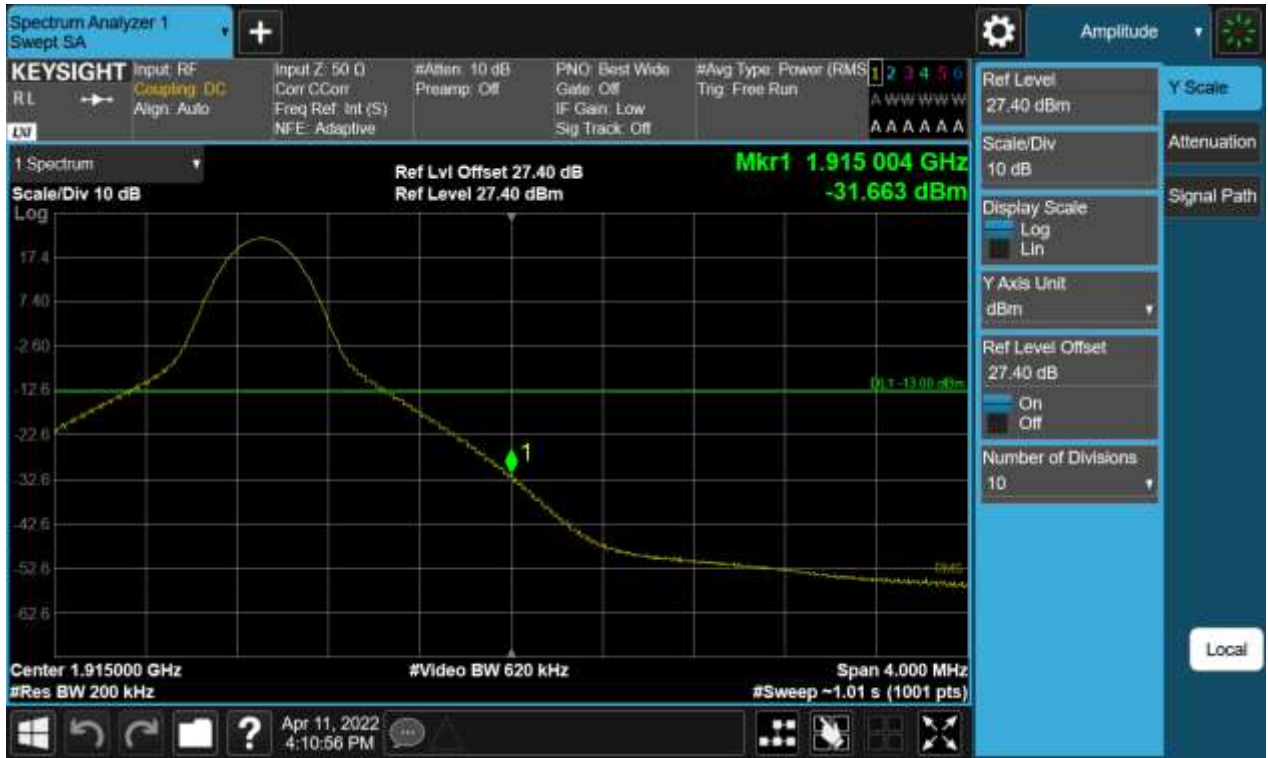 Spectrum Analyzer 1
Swept SA
Amplitude
KEYSIGHT
RL
LXI
Input: RF
Coupling: DC
Align: Auto
Input Z: 50 Ω
Corr CCorr
Freq Ref: Int (S)
NFE: Adaptive
#Atten: 10 dB
Preamp: Off
PNO: Best Wide
Gate: Off
IF Gain: Low
Sig Track: Off
#Avg Type: Power (RMS
Trig: Free Run
1 2 3 4 5 6
A W W W W W
A A A A A A
1 Spectrum
Scale/Div 10 dB
Ref Lvl Offset 27.40 dB
Ref Level 27.40 dBm
Mkr1 1.915 004 GHz
-31.663 dBm
Log
17.4
7.40
-2.60
-12.6
-22.6
-32.6
-42.6
-52.6
-62.6
DL1 -13.00 dBm
1
RMS
Center 1.915000 GHz
#Video BW 620 kHz
Span 4.000 MHz
#Res BW 200 kHz
#Sweep ~1.01 s (1001 pts)
Ref Level
27.40 dBm
Scale/Div
10 dB
Display Scale
Log
Lin
Y Axis Unit
dBm
Ref Level Offset
27.40 dB
On
Off
Number of Divisions
10
Y Scale
Attenuation
Signal Path
Local
?
Apr 11, 2022
4:10:56 PM